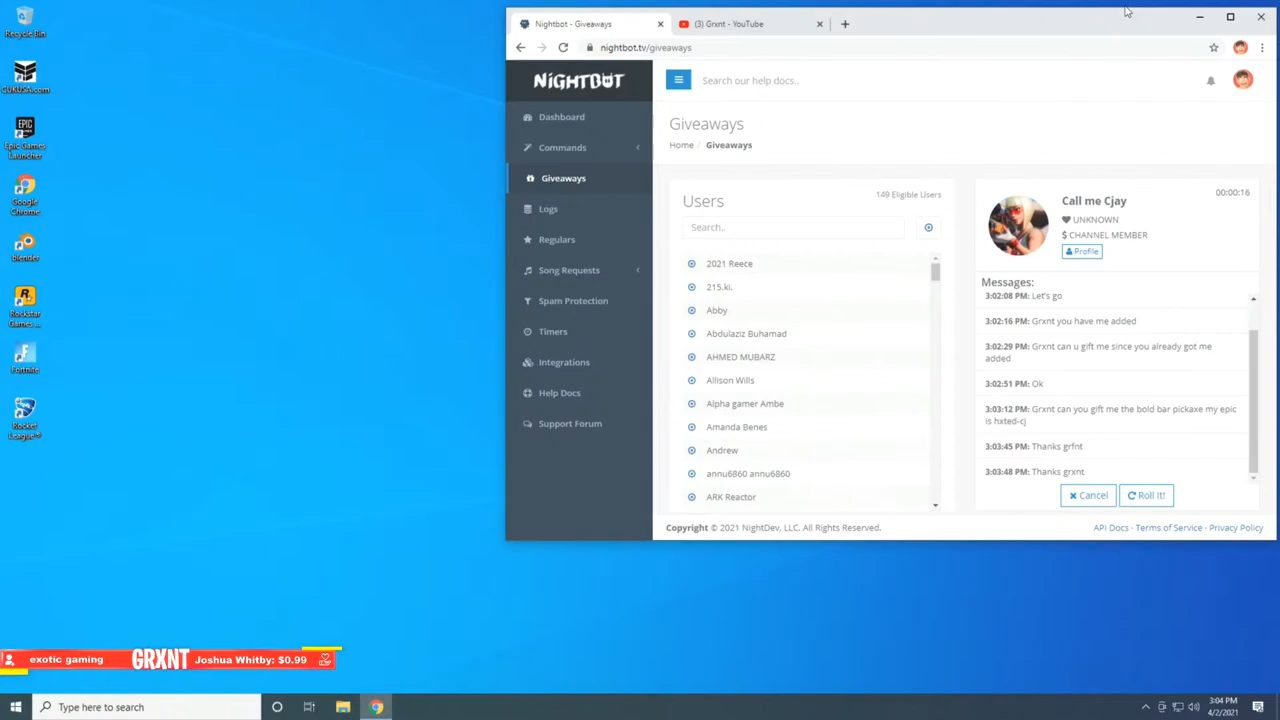 Recycle Bin
CUKUSA.com
EPIC
GAMES
Epic Games
Launcher
Google
Chrome
Blender
Rockstar
Games ...
Fortnite
Rocket
League®
Nightbot - Giveaways
(3) Grxnt - YouTube
nightbot.tv/giveaways
NIGHTBOT
Search our help docs..
Dashboard
Commands
Giveaways
Logs
Regulars
Song Requests
Spam Protection
Timers
Integrations
Help Docs
Support Forum
Giveaways
Home / Giveaways
Users
149 Eligible Users
Search..
2021 Reece
215.ki.
Abby
Abdulaziz Buhamad
AHMED MUBARZ
Allison Wills
Alpha gamer Ambe
Amanda Benes
Andrew
annu6860 annu6860
ARK Reactor
00:00:16
Call me Cjay
UNKNOWN
$ CHANNEL MEMBER
Profile
Messages:
3:02:08 PM: Let's go
3:02:16 PM: Grxnt you have me added
3:02:29 PM: Grxnt can u gift me since you already got me
added
3:02:51 PM: Ok
3:03:12 PM: Grxnt can you gift me the bold bar pickaxe my epic
is hxted-cj
3:03:45 PM: Thanks grfnt
3:03:48 PM: Thanks grxnt
Cancel
Roll It!
Copyright © 2021 NightDev, LLC. All Rights Reserved.
API Docs · Terms of Service · Privacy Policy
exotic gaming
GRXNT
Joshua Whitby: $0.99
Type here to search
3:04 PM
4/2/2021